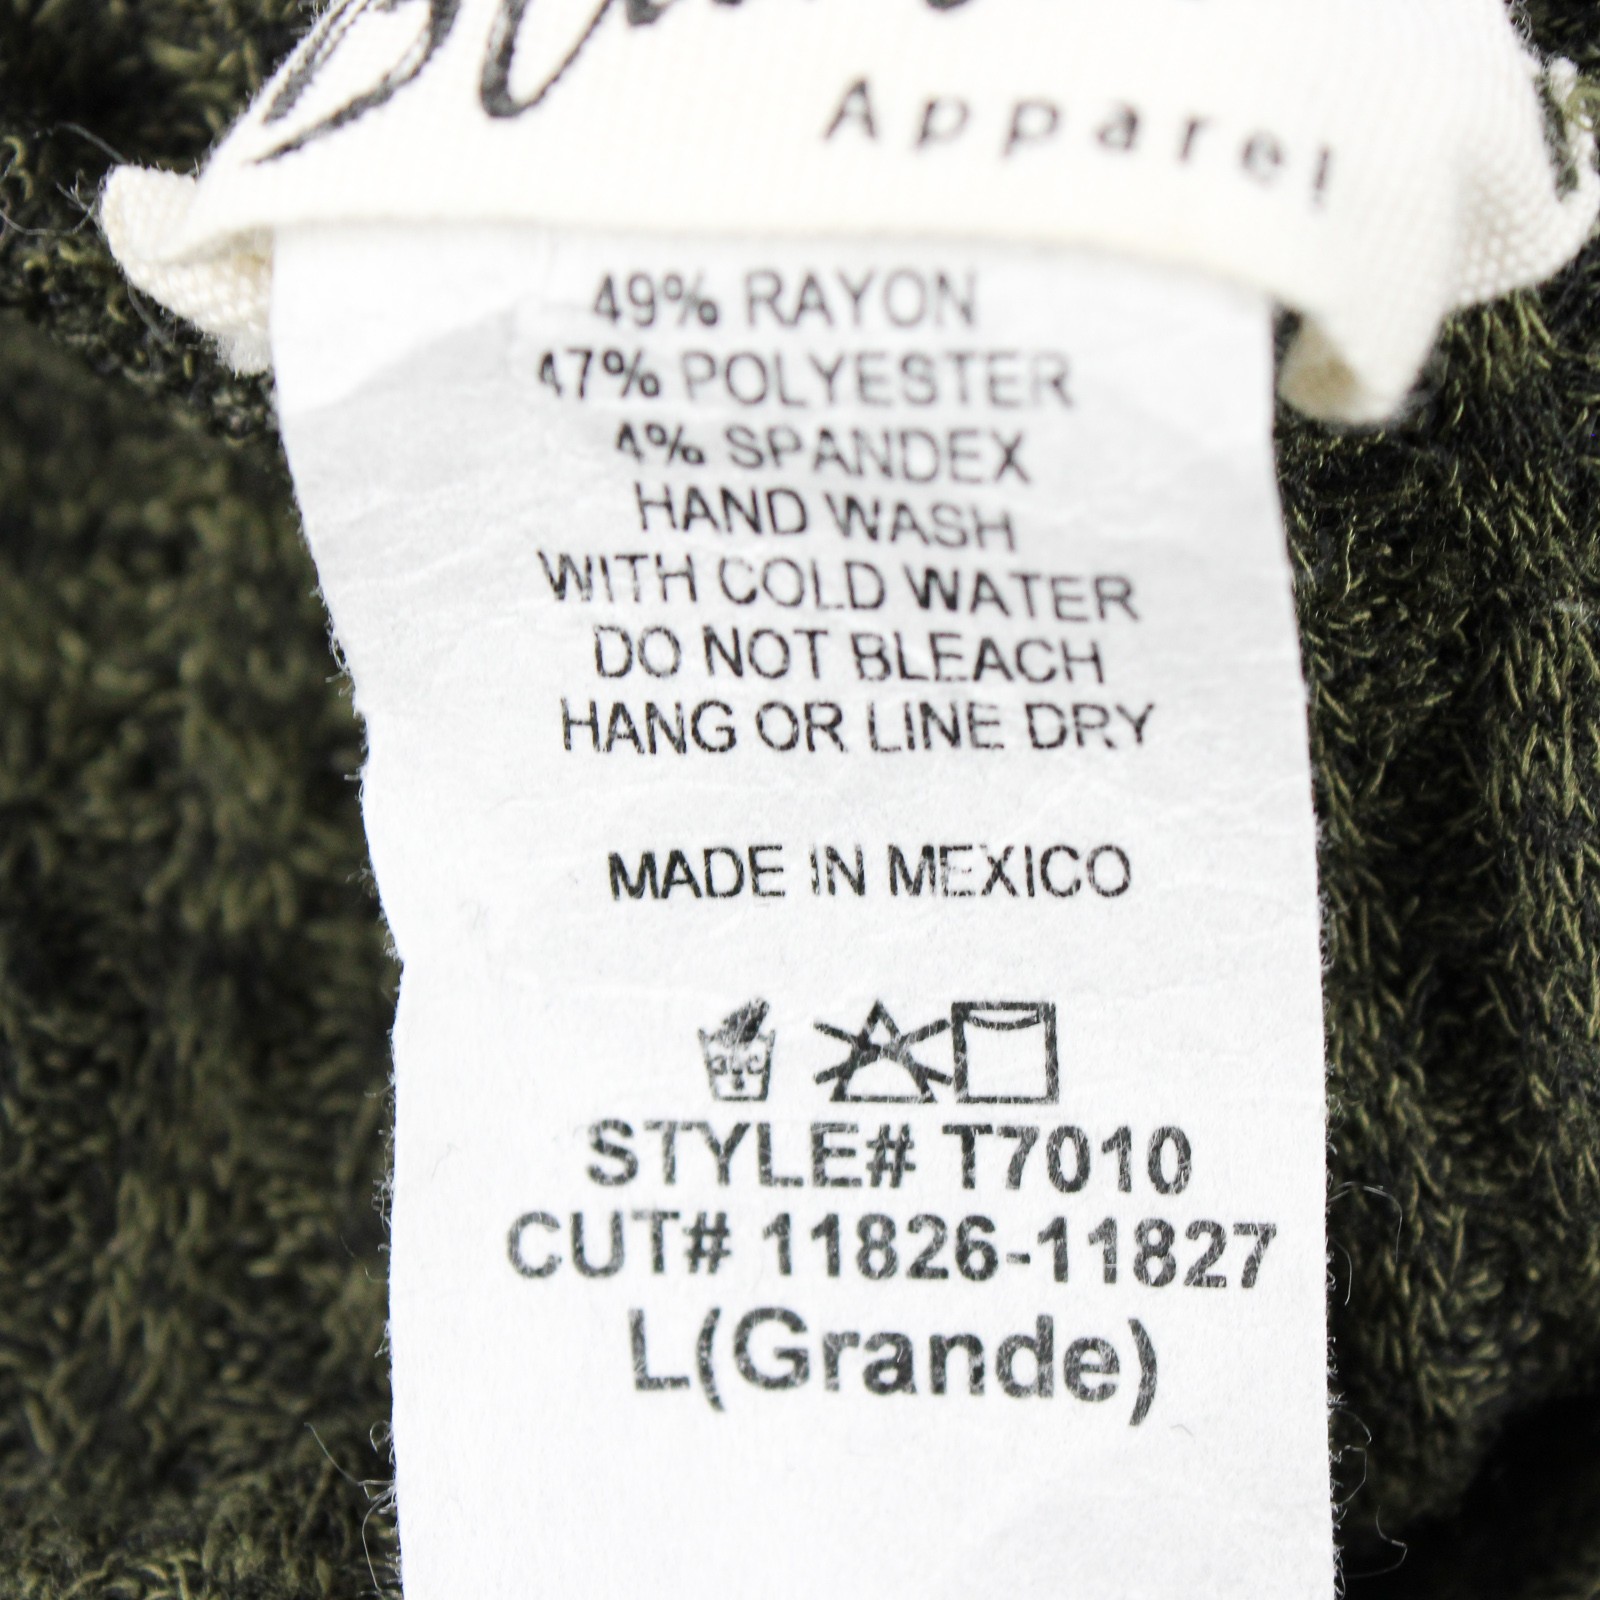 Apparel
49% RAYON
47% POLYESTER
4% SPANDEX
HAND WASH
WITH COLD WATER
DO NOT BLEACH
HANG OR LINE DRY
MADE IN MEXICO
STYLE# T7010
CUT# 11826-11827
L(Grande)